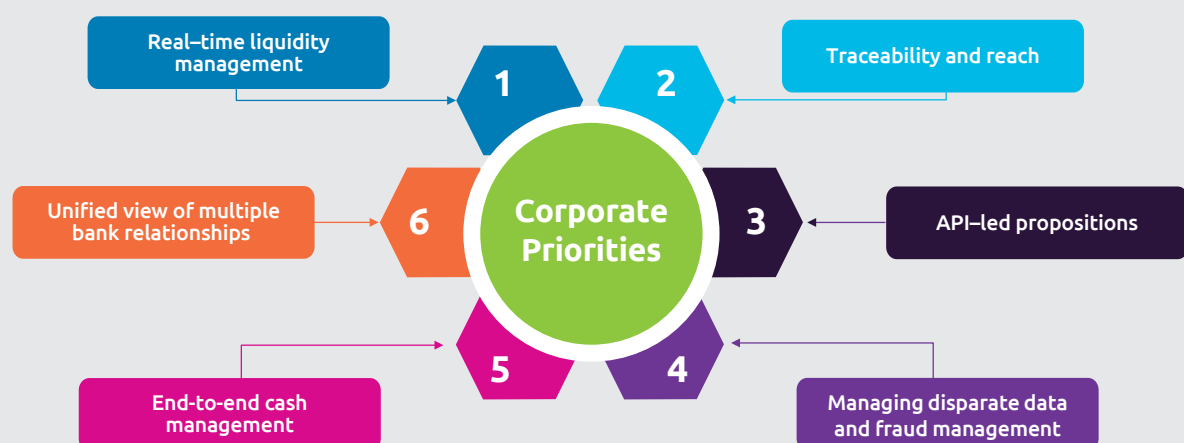 Real–time liquidity
management
1
2
Traceability and reach
Unified view of multiple
bank relationships
6
Corporate
Priorities
3
API–led propositions
End-to-end cash
management
5
4
Managing disparate data
and fraud management